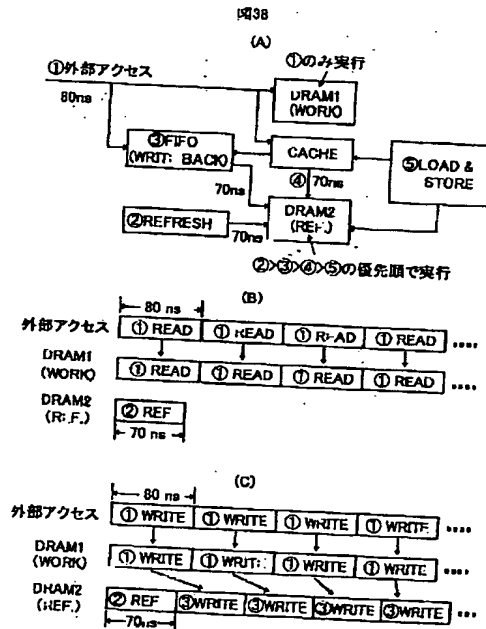 図38
(A)
①外部アクセス
80ns
①のみ実行
DRAM1
(WORK)
③FIFO
(WRIT: BACK)
CACHE
⑤LOAD &
STORE
70ns
④ 70ns
②REFRESH
70ns
DRAM2
(REF.)
②>③>④>⑤の優先順で実行
(B)
80 ns
外部アクセス ① READ ① READ ① READ ① READ ....
DRAM1
(WORK)
① READ ① READ ① READ ① READ ....
DRAM2
(REF.)
② REF
70 ns
(C)
80 ns
外部アクセス ① WRITE ① WRITE ① WRITE ① WRITE ....
DRAM1
(WORK)
① WRITE ① WRITE ① WRITE ① WRITE ....
DRAM2
(REF.)
② REF ③WRITE ③WRITE ③WRITE ③WRITE ...
70ns